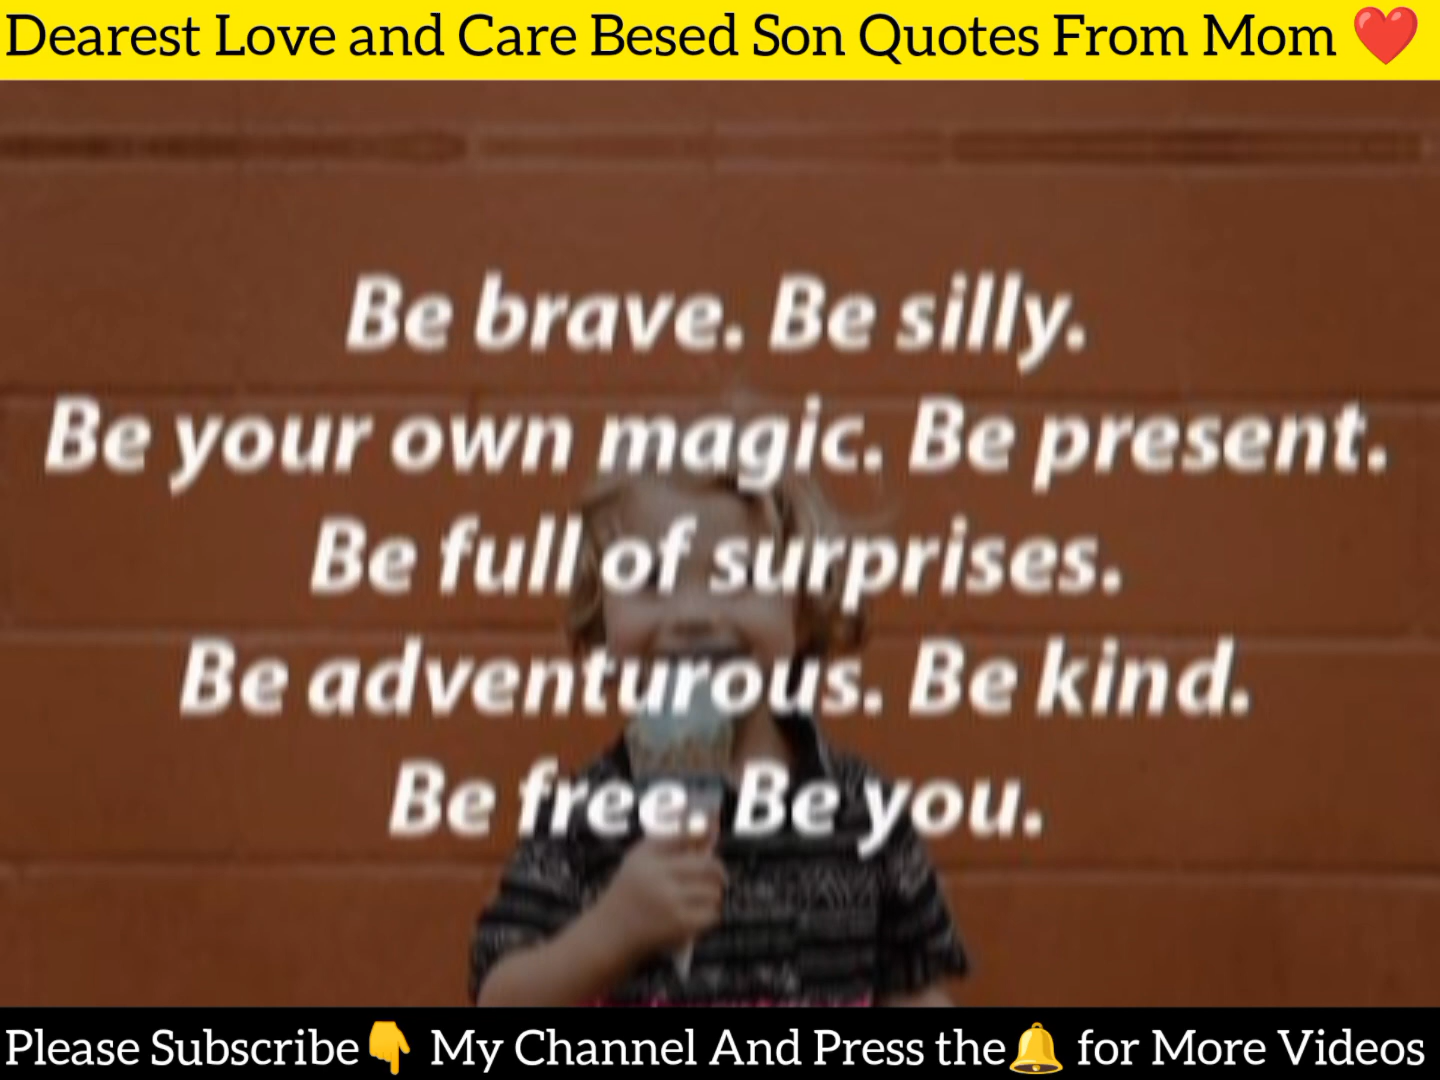 Dearest Love and Care Besed Son Quotes From Mom ❤️
Be brave. Be silly.
Be your own magic. Be present.
Be full of surprises.
Be adventurous. Be kind.
Be free. Be you.
Please Subscribe👇 My Channel And Press the🔔 for More Videos